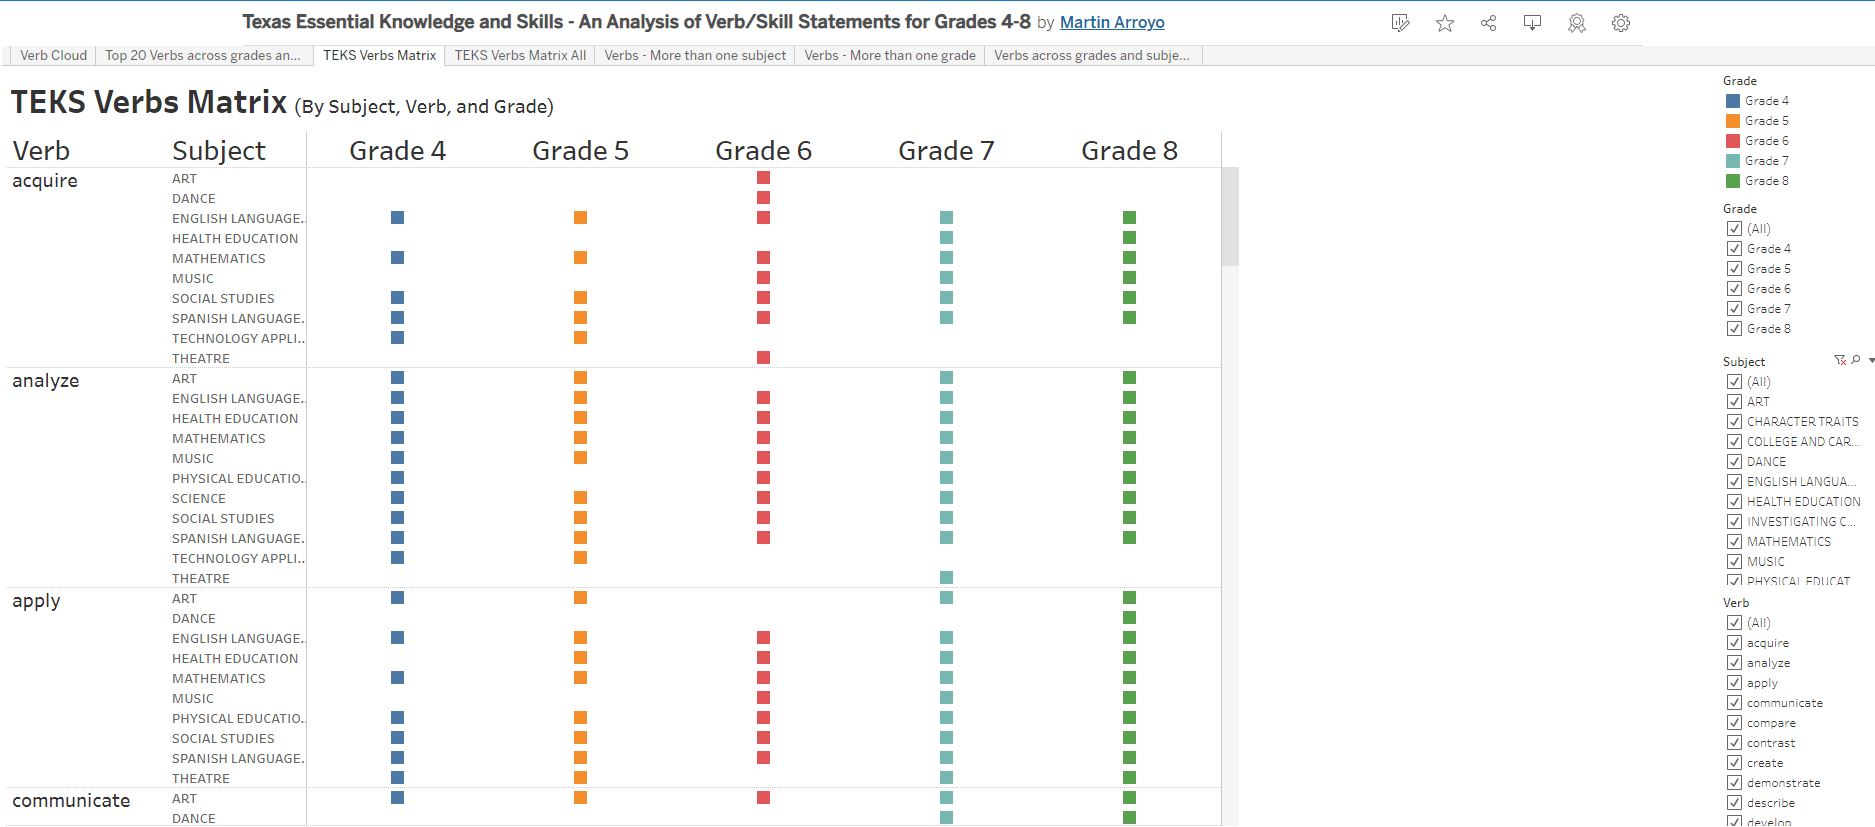 Texas Essential Knowledge and Skills - An Analysis of Verb/Skill Statements for Grades 4-8 by Martin Arroyo
Verb Cloud Top 20 Verbs across grades an... TEKS Verbs Matrix TEKS Verbs Matrix All Verbs - More than one subject Verbs - More than one grade Verbs across grades and subje...
TEKS Verbs Matrix (By Subject, Verb, and Grade)
Verb Subject Grade 4 Grade 5 Grade 6 Grade 7 Grade 8
acquire ART
DANCE
ENGLISH LANGUAGE..
HEALTH EDUCATION
MATHEMATICS
MUSIC
SOCIAL STUDIES
SPANISH LANGUAGE..
TECHNOLOGY APPLI..
THEATRE
analyze ART
ENGLISH LANGUAGE..
HEALTH EDUCATION
MATHEMATICS
MUSIC
PHYSICAL EDUCATIO..
SCIENCE
SOCIAL STUDIES
SPANISH LANGUAGE..
TECHNOLOGY APPLI..
THEATRE
apply ART
DANCE
ENGLISH LANGUAGE..
HEALTH EDUCATION
MATHEMATICS
MUSIC
PHYSICAL EDUCATIO..
SOCIAL STUDIES
SPANISH LANGUAGE..
THEATRE
communicate ART
DANCE
Grade
Grade 4
Grade 5
Grade 6
Grade 7
Grade 8
Grade
(All)
Grade 4
Grade 5
Grade 6
Grade 7
Grade 8
Subject
(All)
ART
CHARACTER TRAITS
COLLEGE AND CAR...
DANCE
ENGLISH LANGUA...
HEALTH EDUCATION
INVESTIGATING C...
MATHEMATICS
MUSIC
PHYSICAL EDUCAT
Verb
(All)
acquire
analyze
apply
communicate
compare
contrast
create
demonstrate
describe
develop